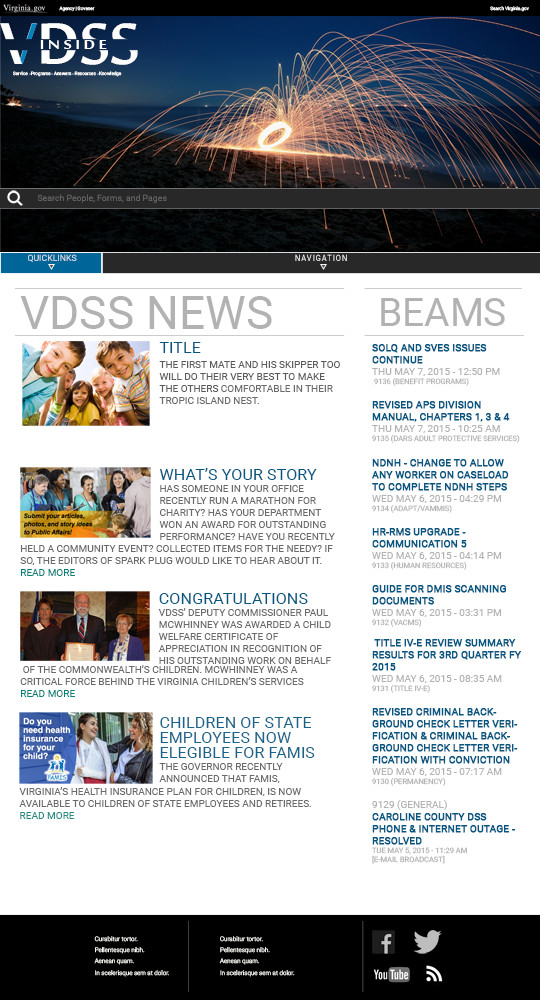 Virginia.gov
Agency | Govener
Search Virginia.gov
VDSS
INSIDE
Service - Programs - Answers - Resources - Knowledge
Search People, Forms, and Pages
QUICKLINKS
NAVIGATION
VDSS NEWS
TITLE
THE FIRST MATE AND HIS SKIPPER TOO
WILL DO THEIR VERY BEST TO MAKE
THE OTHERS COMFORTABLE IN THEIR
TROPIC ISLAND NEST.
Submit your articles,
photos, and story ideas
to Public Affairs!
WHAT'S YOUR STORY
HAS SOMEONE IN YOUR OFFICE
RECENTLY RUN A MARATHON FOR
CHARITY? HAS YOUR DEPARTMENT
WON AN AWARD FOR OUTSTANDING
PERFORMANCE? HAVE YOU RECENTLY
HELD A COMMUNITY EVENT? COLLECTED ITEMS FOR THE NEEDY? IF
SO, THE EDITORS OF SPARK PLUG WOULD LIKE TO HEAR ABOUT IT.
READ MORE
CONGRATULATIONS
VDSS' DEPUTY COMMISSIONER PAUL
MCWHINNEY WAS AWARDED A CHILD
WELFARE CERTIFICATE OF
APPRECIATION IN RECOGNITION OF
HIS OUTSTANDING WORK ON BEHALF
OF THE COMMONWEALTH'S CHILDREN. MCWHINNEY WAS A
CRITICAL FORCE BEHIND THE VIRGINIA CHILDREN'S SERVICES
READ MORE
Do you
need health
insurance
for your
child?
FAMIS
CHILDREN OF STATE
EMPLOYEES NOW
ELEGIBLE FOR FAMIS
THE GOVERNOR RECENTLY
ANNOUNCED THAT FAMIS,
VIRGINIA'S HEALTH INSURANCE PLAN FOR CHILDREN, IS NOW
AVAILABLE TO CHILDREN OF STATE EMPLOYEES AND RETIREES.
READ MORE
BEAMS
SOLQ AND SVES ISSUES
CONTINUE
THU MAY 7, 2015 - 12:50 PM
9136 (BENEFIT PROGRAMS)
REVISED APS DIVISION
MANUAL, CHAPTERS 1, 3 & 4
THU MAY 7, 2015 - 12:25 AM
9135 (DARS ADULT PROTECTIVE SERVICES)
NDNH - CHANGE TO ALLOW
ANY WORKER ON CASELOAD
TO COMPLETE NDNH STEPS
WED MAY 6, 2015 - 04:29 PM
9134 (ADAPT/VAMMIS)
HR-RMS UPGRADE -
COMMUNICATION 5
WED MAY 6, 2015 - 04:14 PM
9133 (HUMAN RESOURCES)
GUIDE FOR DMIS SCANNING
DOCUMENTS
WED MAY 6, 2015 - 03:31 PM
9132 (VACMS)
TITLE IV-E REVIEW SUMMARY
RESULTS FOR 3RD QUARTER FY
2015
WED MAY 6, 2015 - 08:35 AM
9131 (TITLE IV-E)
REVISED CRIMINAL BACK-
GROUND CHECK LETTER VERI-
FICATION & CRIMINAL BACK-
GROUND CHECK LETTER VERI-
FICATION WITH CONVICTION
WED MAY 6, 2015 - 07:17 AM
9130 (PERMANENCY)
9129 (GENERAL)
CAROLINE COUNTY DSS
PHONE & INTERNET OUTAGE -
RESOLVED
TUE MAY 5, 2015 - 11:29 AM
[E-MAIL BROADCAST]
Curabitur tortor.
Pellentesque nibh.
Aenean quam.
In scelerisque sem at dolor.
Curabitur tortor.
Pellentesque nibh.
Aenean quam.
In scelerisque sem at dolor.
f
YouTube